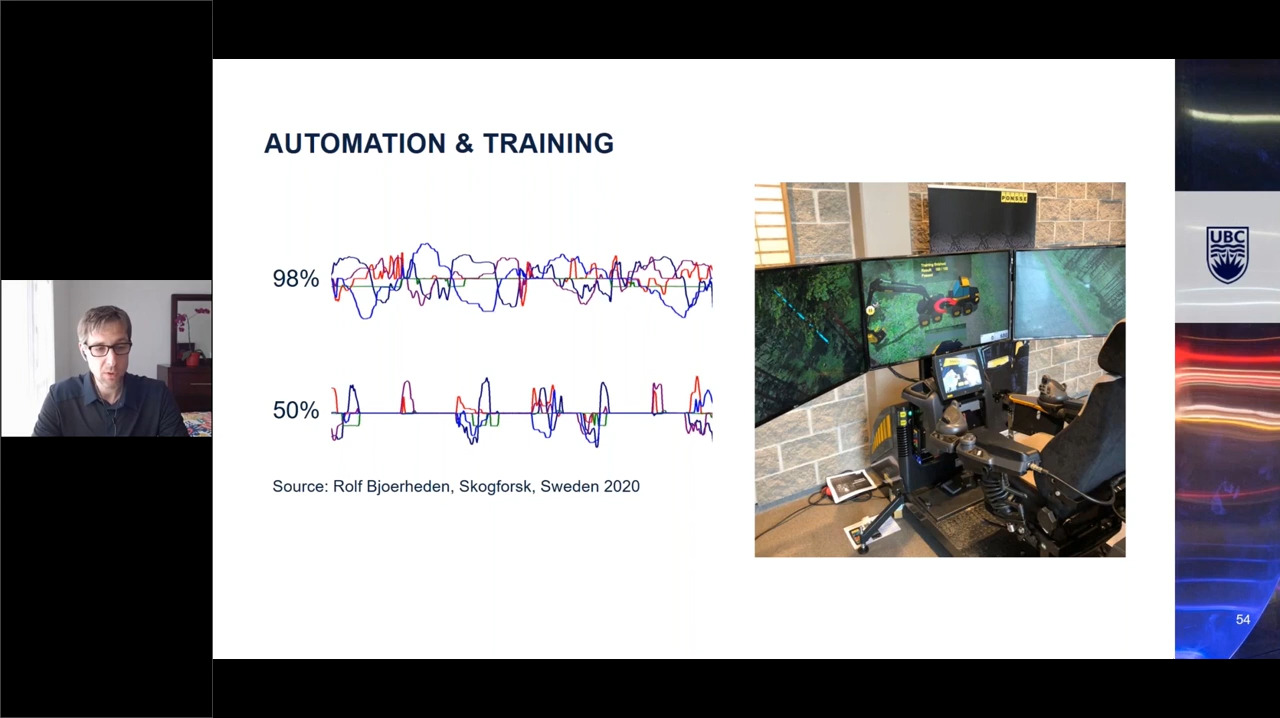 AUTOMATION & TRAINING
98%
50%
Source: Rolf Bjoerheden, Skogforsk, Sweden 2020
PONSSE
UBC
54